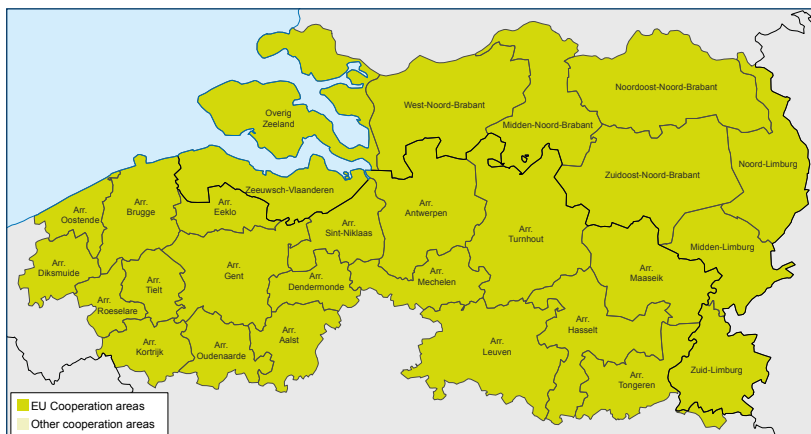 Overig
Zeeland
West-Noord-Brabant
Noordoost-Noord-Brabant
Midden-Noord-Brabant
Noord-Limburg
Zuidoost-Noord-Brabant
Zeeuwsch-Vlaanderen
Arr.
Oostende
Arr.
Brugge
Arr.
Eeklo
Arr.
Sint-Niklaas
Arr.
Antwerpen
Arr.
Turnhout
Midden-Limburg
Arr.
Diksmuide
Arr.
Tielt
Arr.
Gent
Arr.
Dendermonde
Arr.
Mechelen
Arr.
Maaseik
Arr.
Roeselare
Arr.
Kortrijk
Arr.
Oudenaarde
Arr.
Aalst
Arr.
Leuven
Arr.
Hasselt
Arr.
Tongeren
Zuid-Limburg
EU Cooperation areas
Other cooperation areas